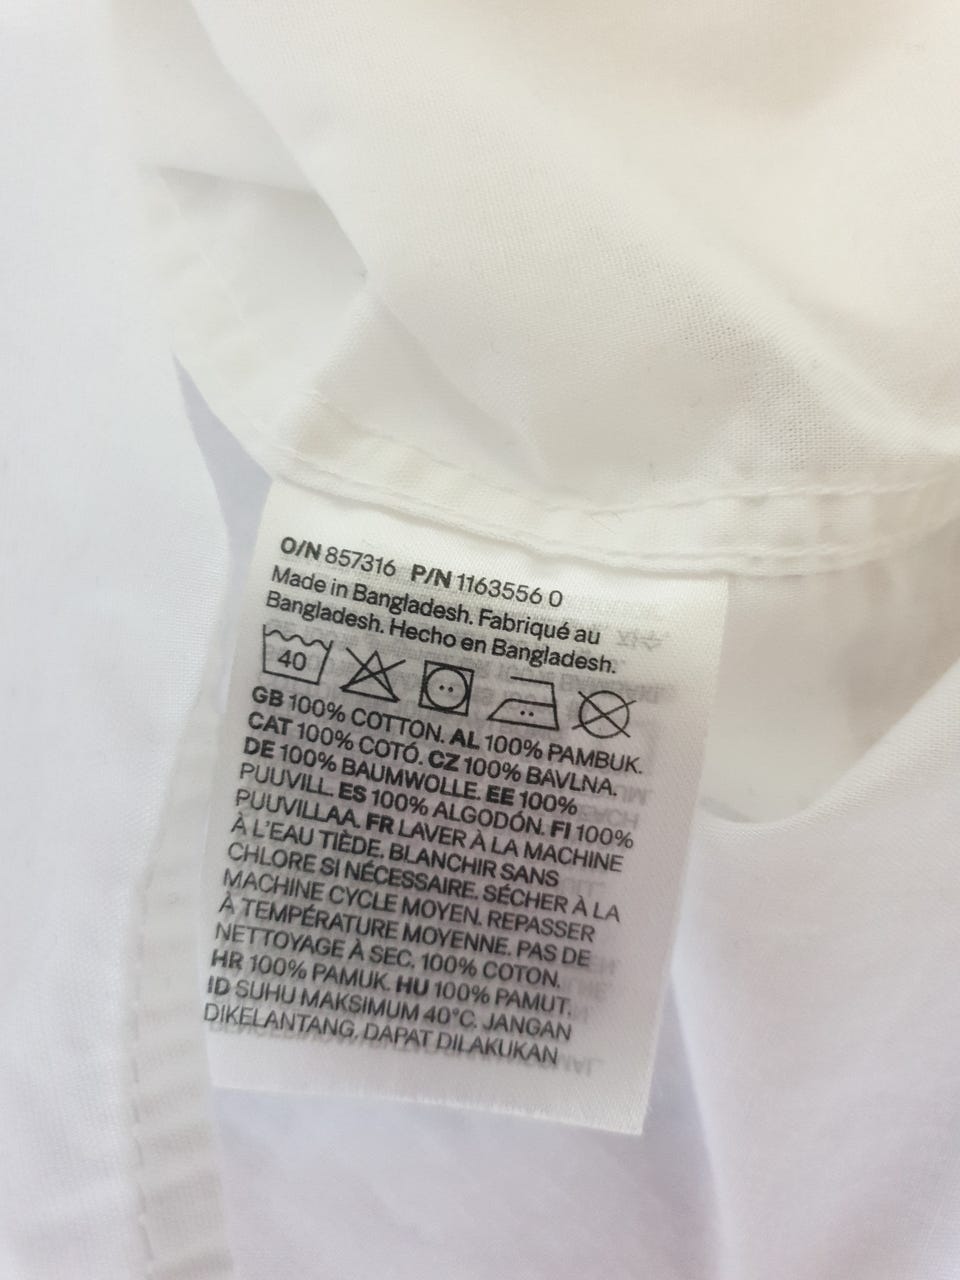 O/N 857316 P/N 1163556 0
Made in Bangladesh. Fabriqué au
Bangladesh. Hecho en Bangladesh.
40
GB 100% COTTON. AL 100% PAMBUK.
CAT 100% COTÓ. CZ 100% BAVLNA.
DE 100% BAUMWOLLE. EE 100%
PUUVILL. ES 100% ALGODÓN. FI 100%
PUUVILLAA. FR LAVER À LA MACHINE
À L'EAU TIÈDE. BLANCHIR SANS
CHLORE SI NÉCESSAIRE. SÉCHER À LA
MACHINE CYCLE MOYEN. REPASSER
À TEMPÉRATURE MOYENNE. PAS DE
NETTOYAGE À SEC. 100% COTON.
HR 100% PAMUK. HU 100% PAMUT.
ID SUHU MAKSIMUM 40°C. JANGAN
DIKELANTANG. DAPAT DILAKUKAN